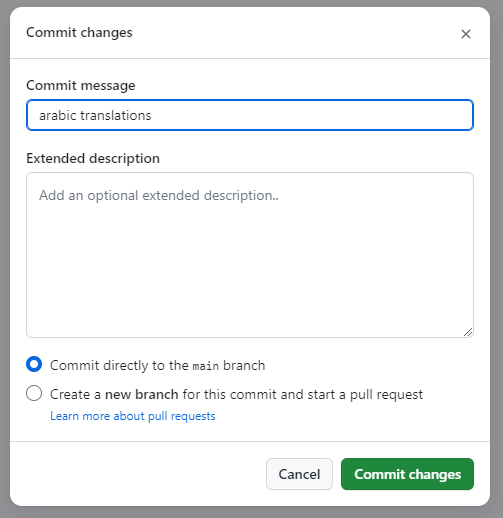 Commit changes
Commit message
arabic translations
Extended description
Add an optional extended description..
Commit directly to the main branch
Create a new branch for this commit and start a pull request
Learn more about pull requests
Cancel
Commit changes